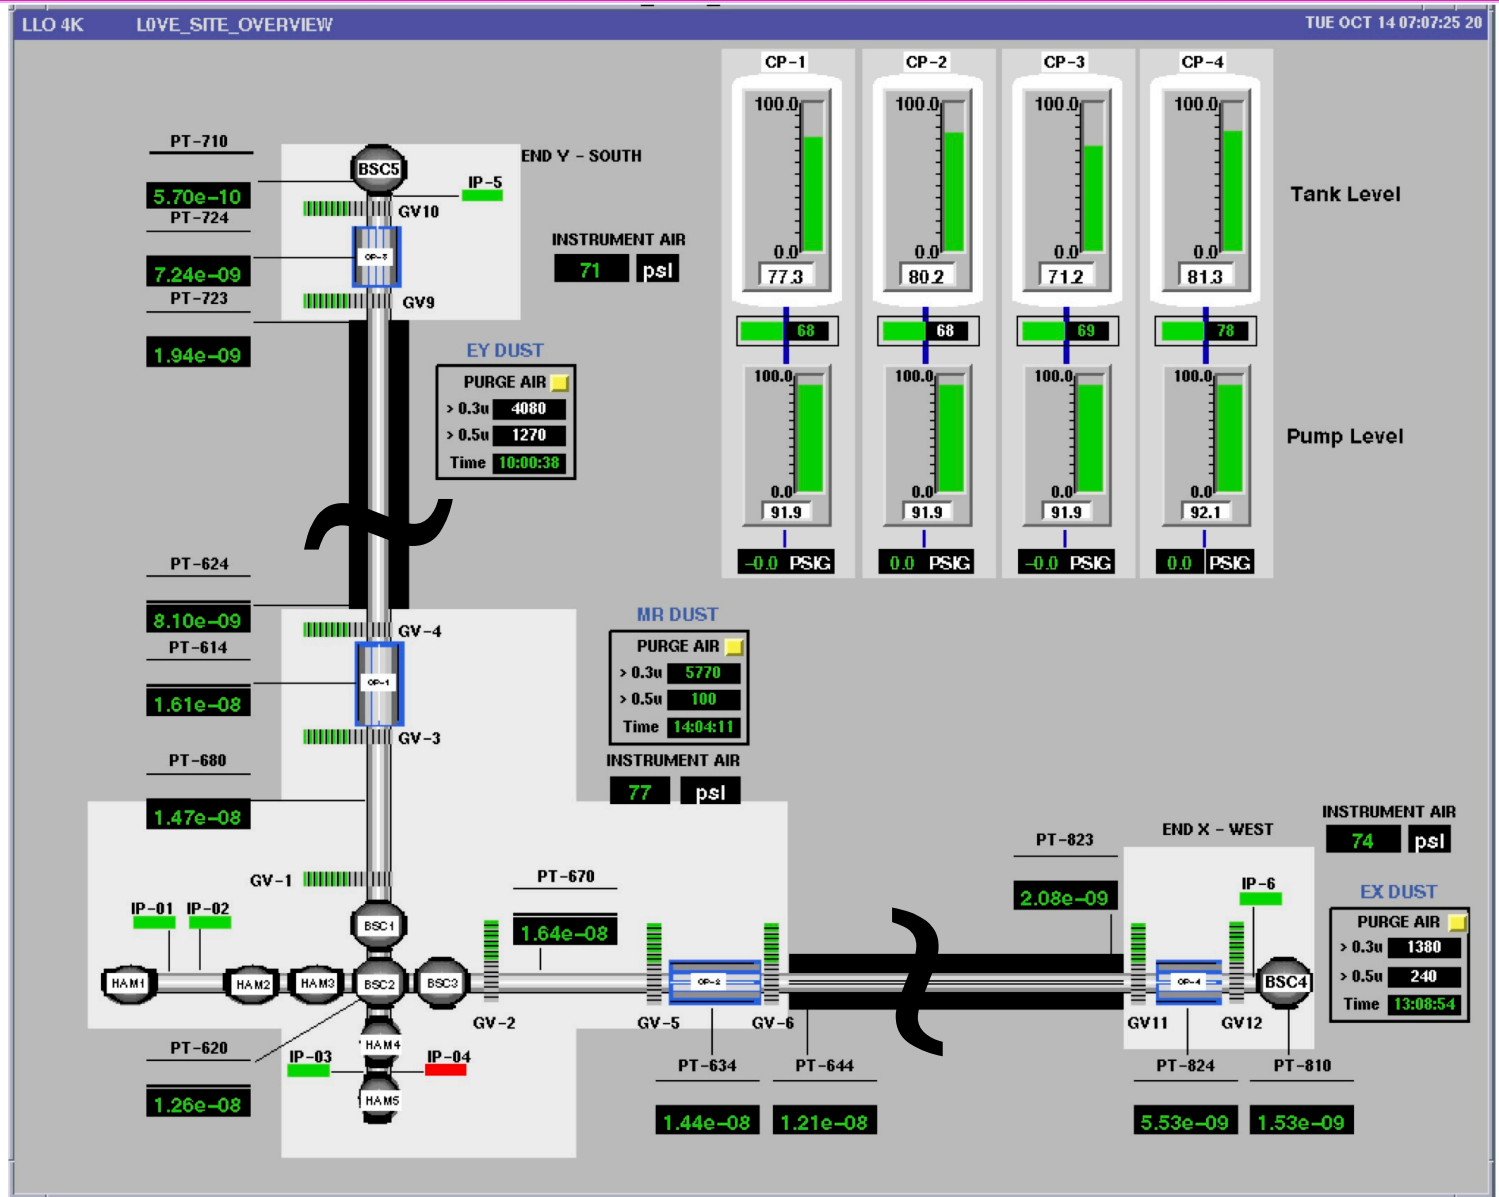 LLO 4K L0VE_SITE_OVERVIEW TUE OCT 14 07:07:25 20
CP-1 CP-2 CP-3 CP-4
100.0 100.0 100.0 100.0
Tank Level
0.0 0.0 0.0 0.0
77.3 80.2 71.2 81.3
68 68 69 78
100.0 100.0 100.0 100.0
Pump Level
0.0 0.0 0.0 0.0
91.9 91.9 91.9 92.1
-0.0 PSIG 0.0 PSIG -0.0 PSIG 0.0 PSIG
PT-710
5.70e-10
BSC5
END Y - SOUTH
IP-5
GV10
PT-724
7.24e-09
CP-3
INSTRUMENT AIR
71 psI
PT-723
1.94e-09
GV9
EY DUST
PURGE AIR
> 0.3u 4080
> 0.5u 1270
Time 10:00:38
PT-624
8.10e-09
GV-4
PT-614
1.61e-08
CP-1
GV-3
MR DUST
PURGE AIR
> 0.3u 5770
> 0.5u 100
Time 14:04:11
INSTRUMENT AIR
77 psI
PT-680
1.47e-08
GV-1
IP-01 IP-02
PT-670
1.64e-08
BSC1
HAM1 HAM2 HAM3 BSC2 BSC3
GV-2 GV-5 CP-2 GV-6
PT-823
2.08e-09
END X - WEST
INSTRUMENT AIR
74 psI
IP-6
CP-4 BSC4
GV11 GV12
EX DUST
PURGE AIR
> 0.3u 1380
> 0.5u 240
Time 13:08:54
PT-620
1.26e-08
HAM4
IP-03 IP-04
HAM5
PT-634 PT-644 PT-824 PT-810
1.44e-08 1.21e-08 5.53e-09 1.53e-09